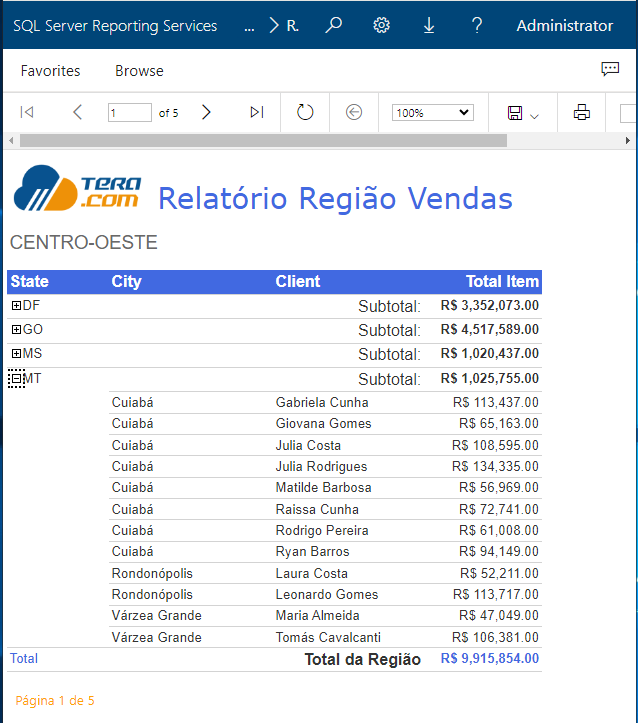 SQL Server Reporting Services ... > R. ? Administrator
Favorites Browse
1 of 5 100%
TERA
.COM
Relatório Região Vendas
CENTRO-OESTE
State City Client Total Item
DF Subtotal: R$ 3,352,073.00
GO Subtotal: R$ 4,517,589.00
MS Subtotal: R$ 1,020,437.00
MT Subtotal: R$ 1,025,755.00
Cuiabá Gabriela Cunha R$ 113,437.00
Cuiabá Giovana Gomes R$ 65,163.00
Cuiabá Julia Costa R$ 108,595.00
Cuiabá Julia Rodrigues R$ 134,335.00
Cuiabá Matilde Barbosa R$ 56,969.00
Cuiabá Raissa Cunha R$ 72,741.00
Cuiabá Rodrigo Pereira R$ 61,008.00
Cuiabá Ryan Barros R$ 94,149.00
Rondonópolis Laura Costa R$ 52,211.00
Rondonópolis Leonardo Gomes R$ 113,717.00
Várzea Grande Maria Almeida R$ 47,049.00
Várzea Grande Tomás Cavalcanti R$ 106,381.00
Total Total da Região R$ 9,915,854.00
Página 1 de 5